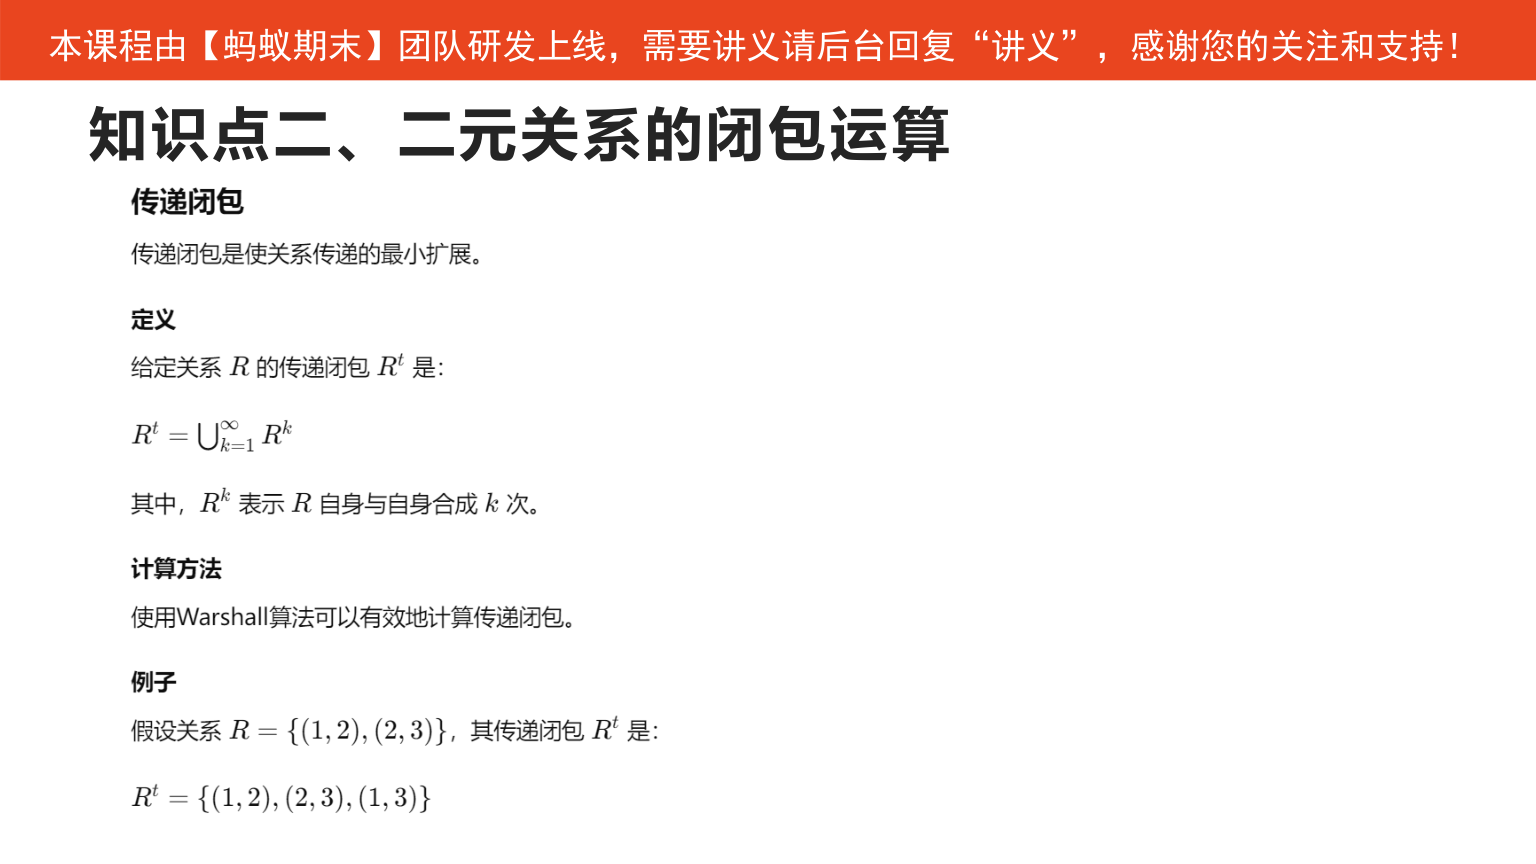 本课程由【蚂蚁期末】团队研发上线，需要讲义请后台回复“讲义”，感谢您的关注和支持！
知识点二、二元关系的闭包运算
传递闭包
传递闭包是使关系传递的最小扩展。
定义
给定关系 R 的传递闭包 R^t 是：
R^t = ⋃_{k=1}^{∞} R^k
其中，R^k 表示 R 自身与自身合成 k 次。
计算方法
使用Warshall算法可以有效地计算传递闭包。
例子
假设关系 R = {(1, 2), (2, 3)}，其传递闭包 R^t 是：
R^t = {(1, 2), (2, 3), (1, 3)}